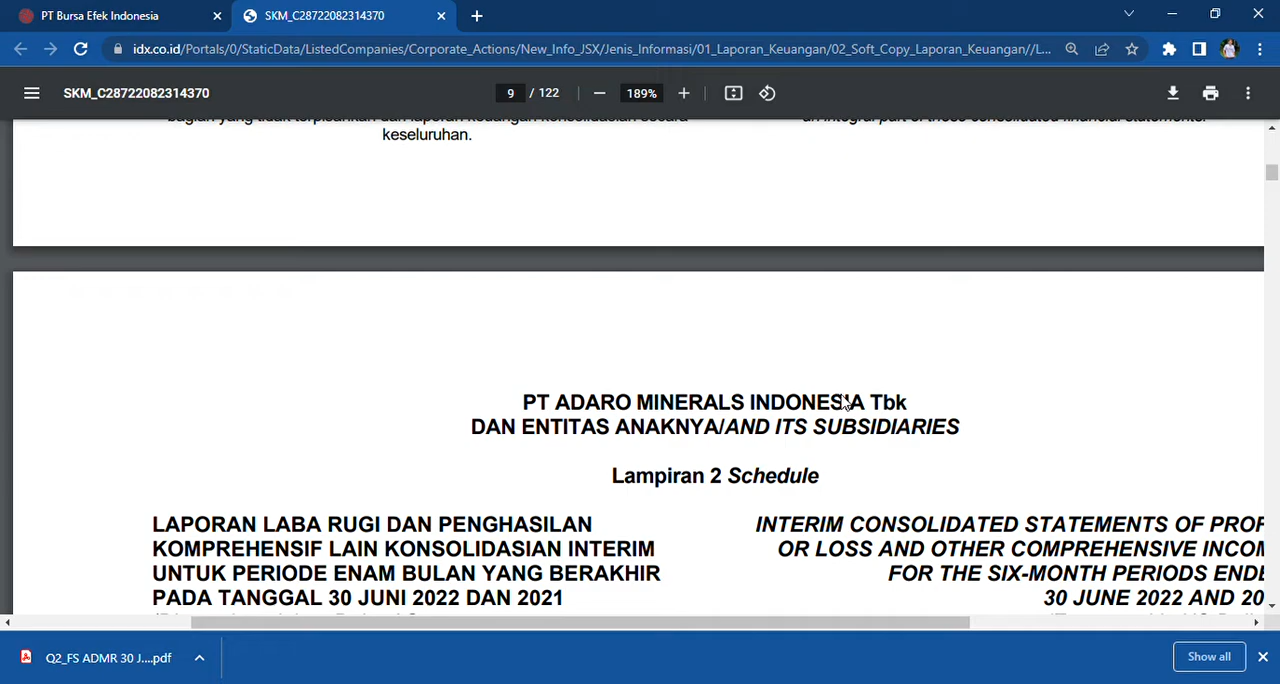 PT Bursa Efek Indonesia
SKM_C28722082314370
idx.co.id/Portals/0/StaticData/ListedCompanies/Corporate_Actions/New_Info_JSX/Jenis_Informasi/01_Laporan_Keuangan/02_Soft_Copy_Laporan_Keuangan//L...
SKM_C28722082314370
9 / 122
189%
keseluruhan.
PT ADARO MINERALS INDONESIA Tbk
DAN ENTITAS ANAKNYA/AND ITS SUBSIDIARIES
Lampiran 2 Schedule
LAPORAN LABA RUGI DAN PENGHASILAN
KOMPREHENSIF LAIN KONSOLIDASIAN INTERIM
UNTUK PERIODE ENAM BULAN YANG BERAKHIR
PADA TANGGAL 30 JUNI 2022 DAN 2021
INTERIM CONSOLIDATED STATEMENTS OF PROF
OR LOSS AND OTHER COMPREHENSIVE INCOM
FOR THE SIX-MONTH PERIODS ENDE
30 JUNE 2022 AND 20
Q2_FS ADMR 30 J....pdf
Show all